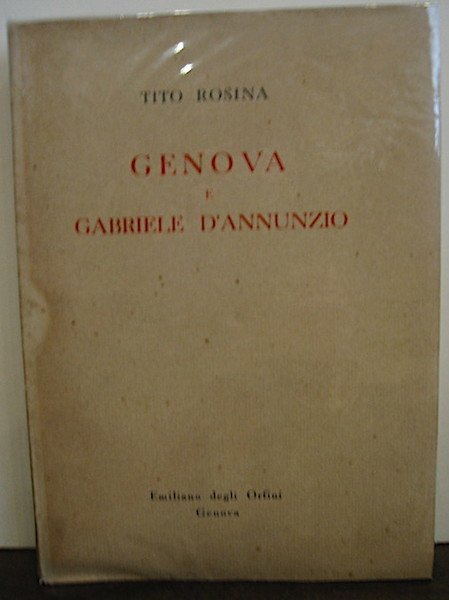 TITO ROSINA
GENOVA
E
GABRIELE D'ANNUNZIO
Emiliano degli Orfini
Genova